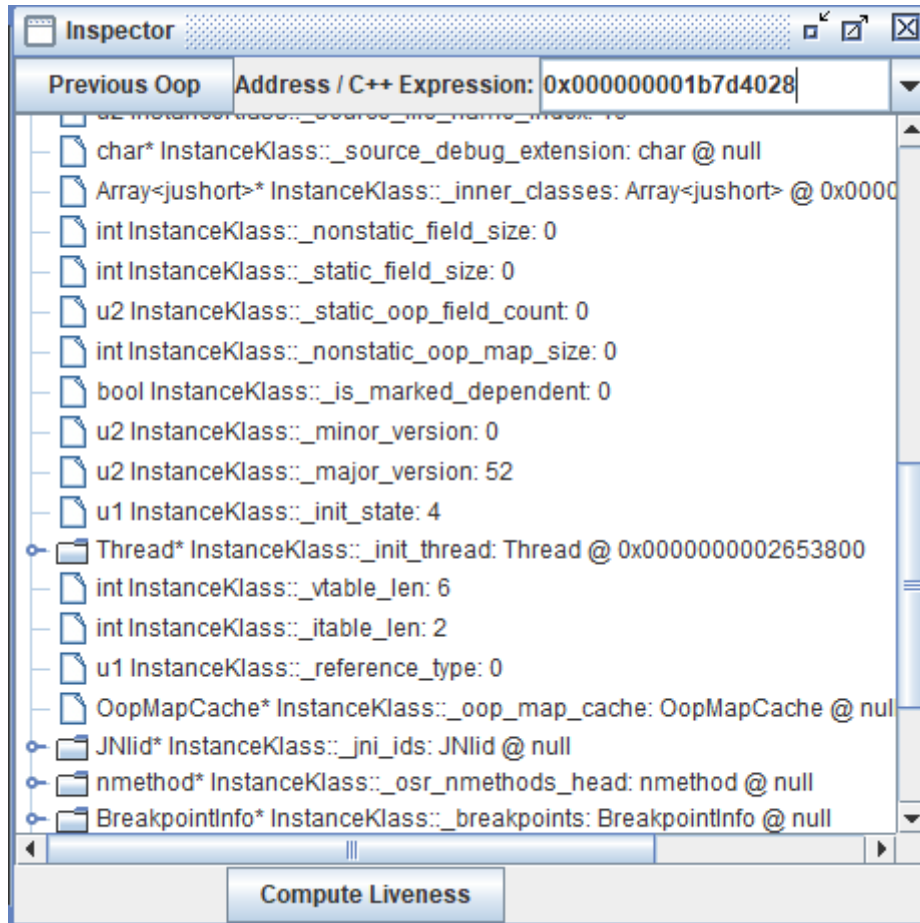 Inspector
Previous Oop Address / C++ Expression: 0x000000001b7d4028
char* InstanceKlass::_source_debug_extension: char @ null
Array<jushort>* InstanceKlass::_inner_classes: Array<jushort> @ 0x0000
int InstanceKlass::_nonstatic_field_size: 0
int InstanceKlass::_static_field_size: 0
u2 InstanceKlass::_static_oop_field_count: 0
int InstanceKlass::_nonstatic_oop_map_size: 0
bool InstanceKlass::_is_marked_dependent: 0
u2 InstanceKlass::_minor_version: 0
u2 InstanceKlass::_major_version: 52
u1 InstanceKlass::_init_state: 4
Thread* InstanceKlass::_init_thread: Thread @ 0x0000000002653800
int InstanceKlass::_vtable_len: 6
int InstanceKlass::_itable_len: 2
u1 InstanceKlass::_reference_type: 0
OopMapCache* InstanceKlass::_oop_map_cache: OopMapCache @ nul
JNIid* InstanceKlass::_jni_ids: JNIid @ null
nmethod* InstanceKlass::_osr_nmethods_head: nmethod @ null
BreakpointInfo* InstanceKlass::_breakpoints: BreakpointInfo @ null
Compute Liveness